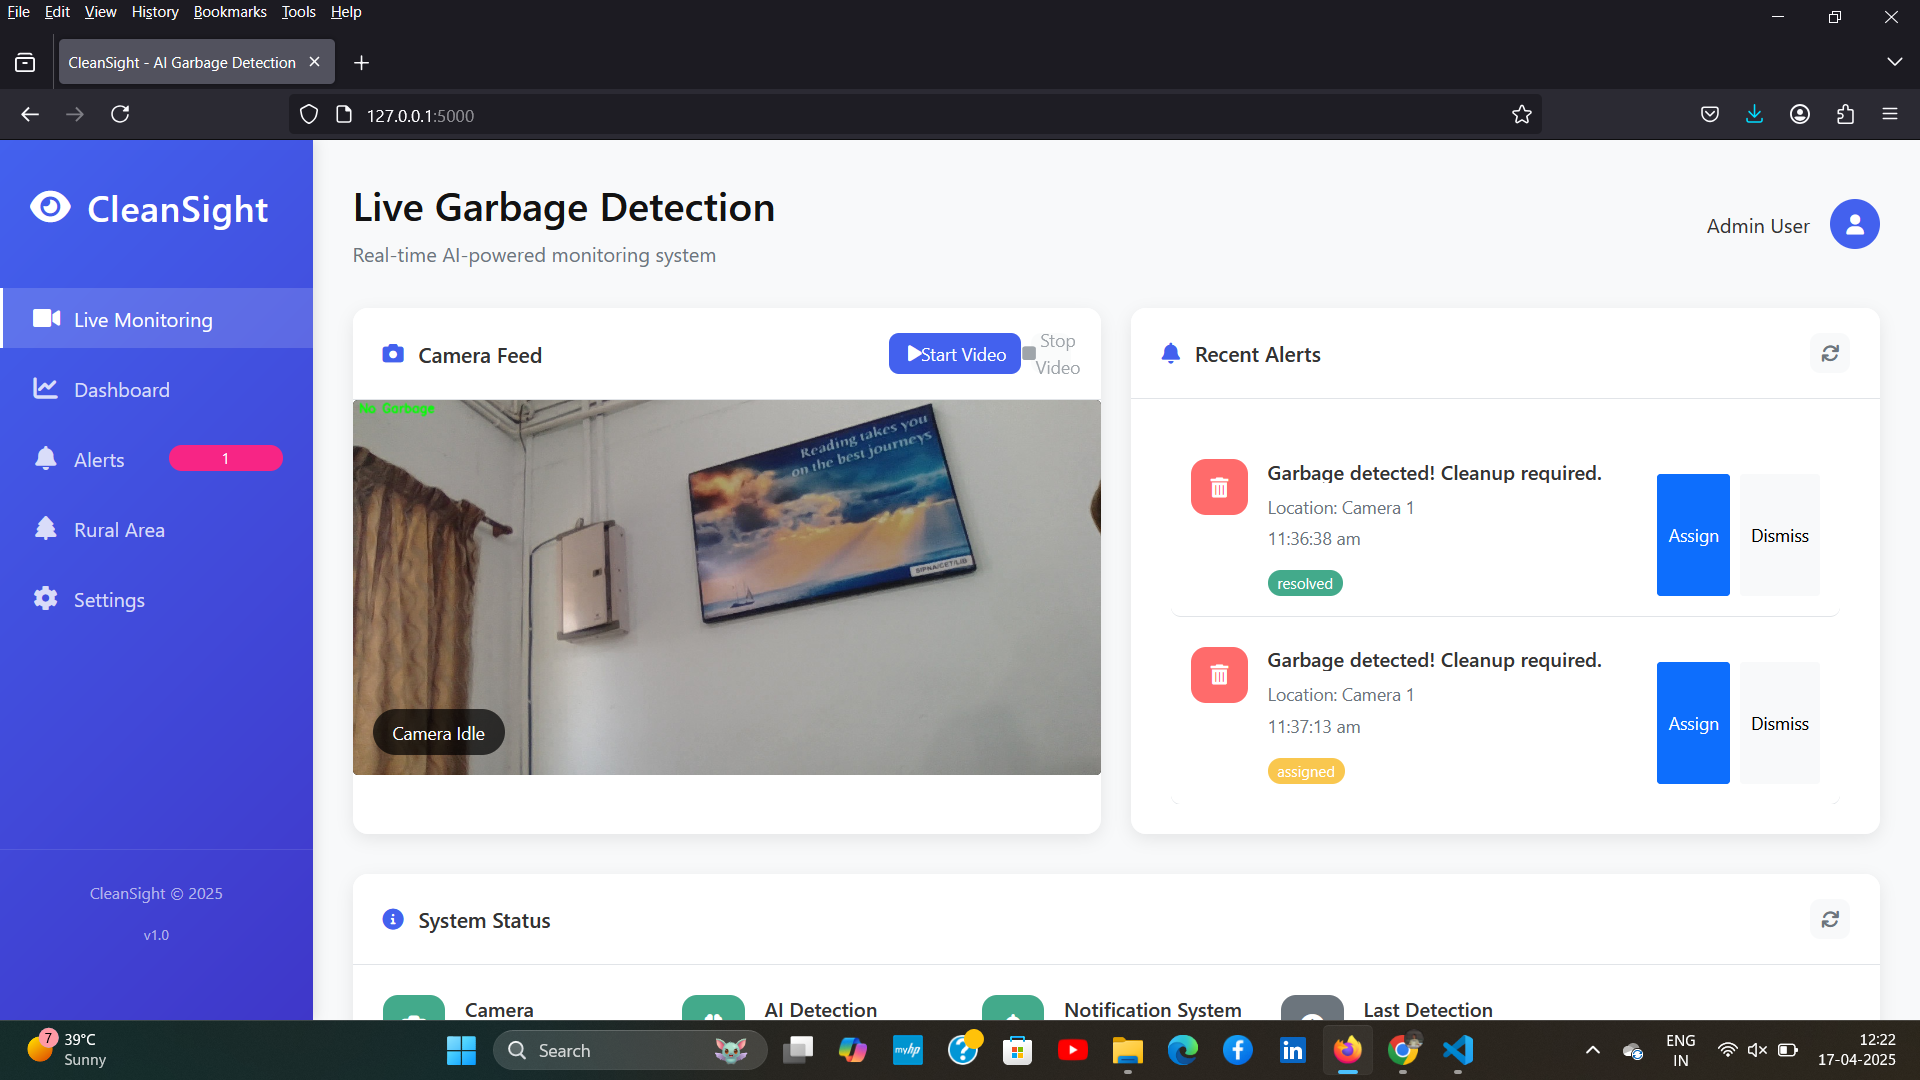 File Edit View History Bookmarks Tools Help
CleanSight - AI Garbage Detection
127.0.0.1:5000
CleanSight
Live Monitoring
Dashboard
Alerts 1
Rural Area
Settings
CleanSight © 2025
v1.0
Live Garbage Detection
Real-time AI-powered monitoring system
Admin User
Camera Feed
Start Video
Stop
Video
No Garbage
Reading takes you
on the best journeys
SIPNA/CET/LIB
Camera Idle
Recent Alerts
Garbage detected! Cleanup required.
Location: Camera 1
11:36:38 am
resolved
Assign Dismiss
Garbage detected! Cleanup required.
Location: Camera 1
11:37:13 am
assigned
Assign Dismiss
System Status
Camera
AI Detection
Notification System
Last Detection
7
39°C
Sunny
Search
myhp
ENG
IN
12:22
17-04-2025